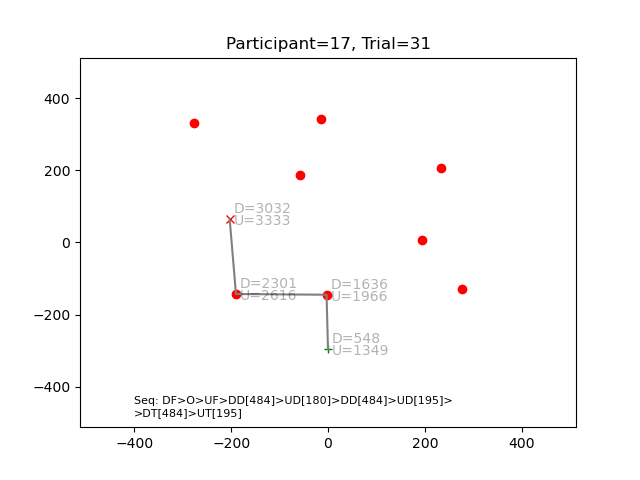 Participant=17, Trial=31
400
200
0
−200
−400
D=3032
U=3333
D=2301
U=2616
D=1636
U=1966
D=548
U=1349
Seq: DF>O>UF>DD[484]>UD[180]>DD[484]>UD[195]>
>DT[484]>UT[195]
−400
−200
0
200
400